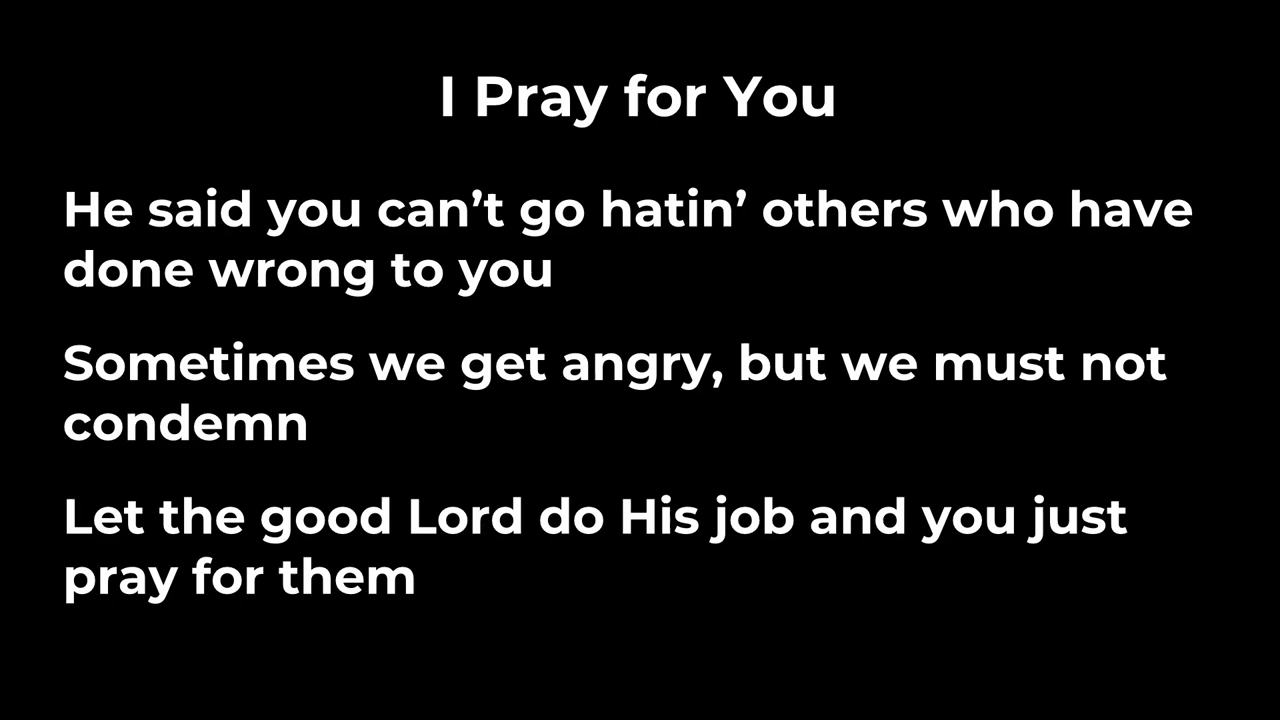 I Pray for You
He said you can’t go hatin’ others who have
done wrong to you
Sometimes we get angry, but we must not
condemn
Let the good Lord do His job and you just
pray for them